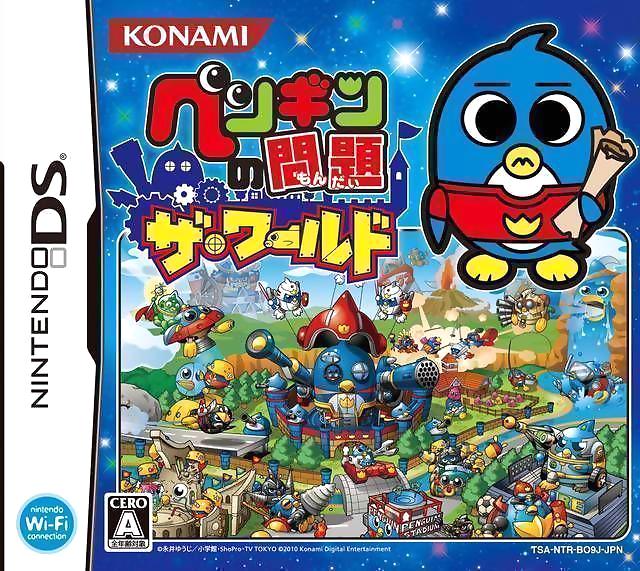 KONAMI
ペンギン
の問題
もんだい
ザ・ワールド
NINTENDO DS®
PENGUIN
STADIUM
nintendo
Wi-Fi
connection
CERO
A
全年齢対象
©永井ゆうじ／小学館・ShoPro・TV TOKYO ©2010 Konami Digital Entertainment
TSA-NTR-BO9J-JPN